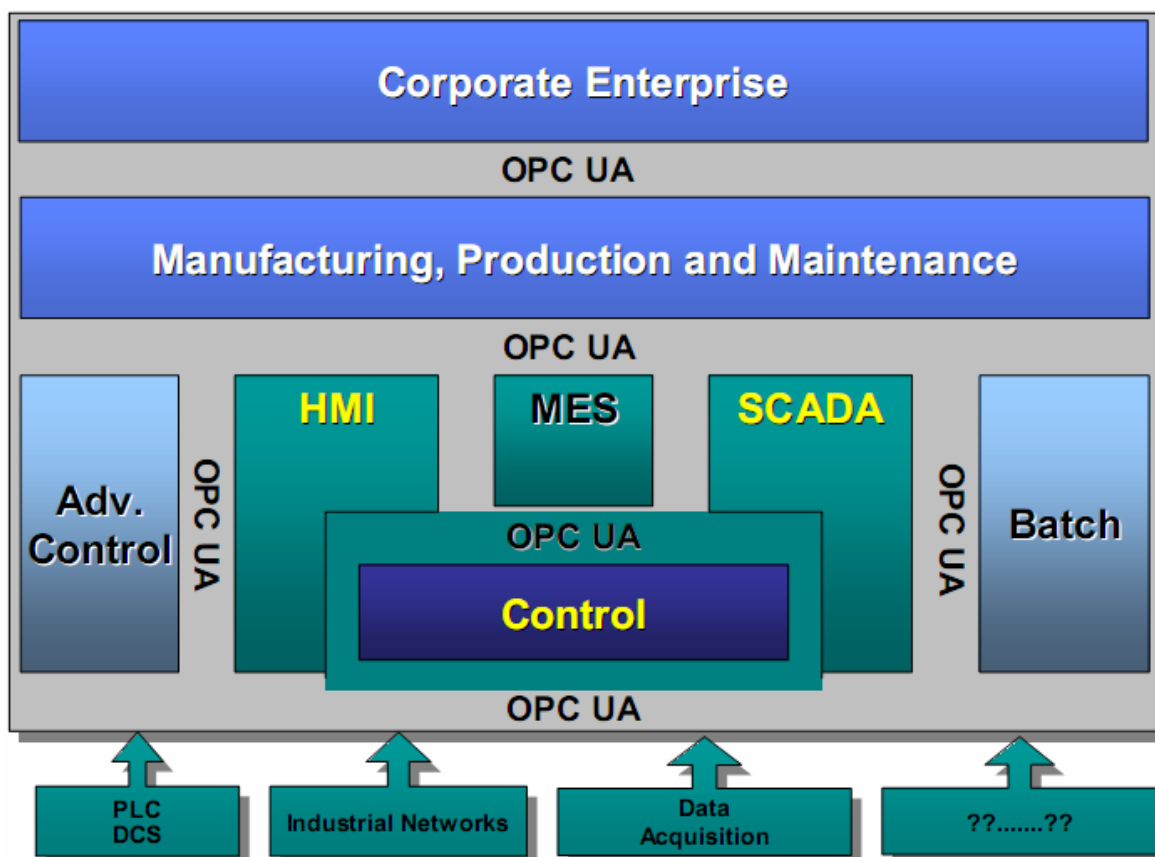 Corporate Enterprise
OPC UA
Manufacturing, Production and Maintenance
OPC UA
HMI
MES
SCADA
Adv.
Control
OPC UA
OPC UA
Batch
OPC UA
Control
OPC UA
PLC
DCS
Industrial Networks
Data
Acquisition
??.......??